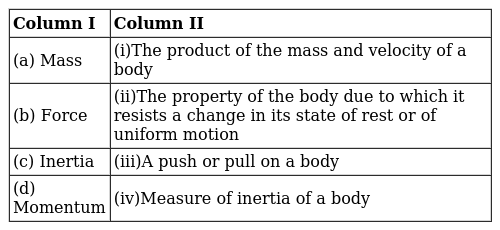 Column I Column II
(a) Mass
(i)The product of the mass and velocity of a
body
(b) Force
(ii)The property of the body due to which it
resists a change in its state of rest or of
uniform motion
(c) Inertia (iii)A push or pull on a body
(d)
Momentum
(iv)Measure of inertia of a body